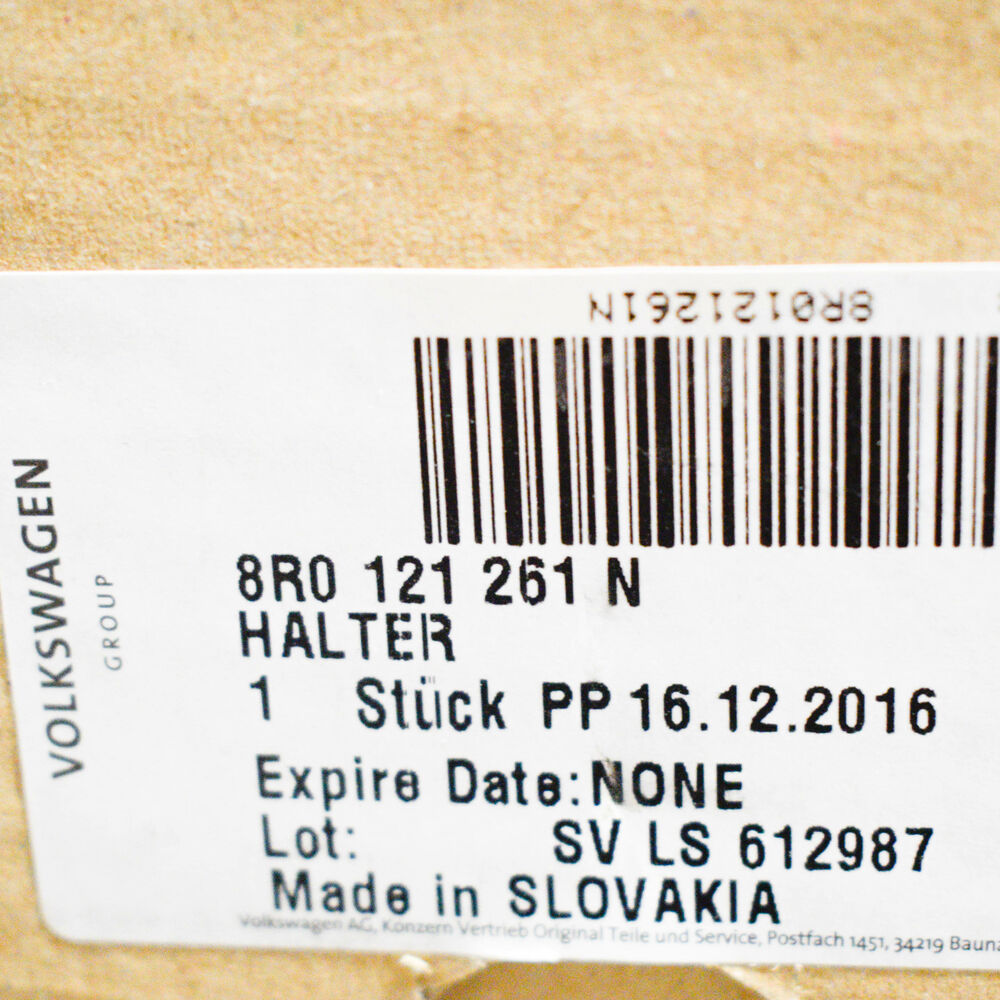 8R0121261N
VOLKSWAGEN
GROUP
8R0 121 261 N
HALTER
1 Stück PP 16.12.2016
Expire Date: NONE
Lot: SV LS 612987
Made in SLOVAKIA
Volkswagen AG, Konzern Vertrieb Original Teile und Service, Postfach 1451, 34219